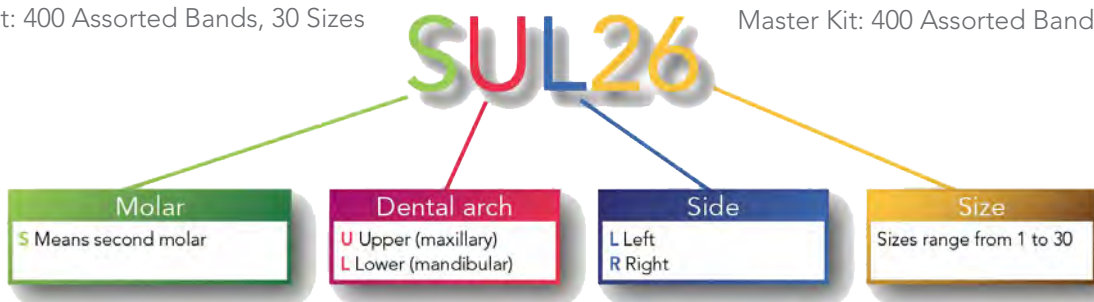 t: 400 Assorted Bands, 30 Sizes
Master Kit: 400 Assorted Band
SUL26
Molar
S Means second molar
Dental arch
U Upper (maxillary)
L Lower (mandibular)
Side
L Left
R Right
Size
Sizes range from 1 to 30